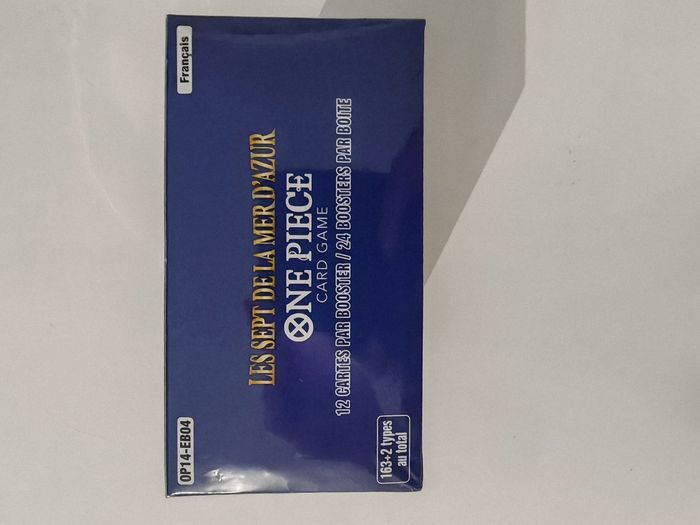 OP14-EB04
Français
LES SEPT DE LA MER D'AZUR
ONE PIECE
CARD GAME
12 CARTES PAR BOOSTER / 24 BOOSTERS PAR BOITE
163+2 types
au total